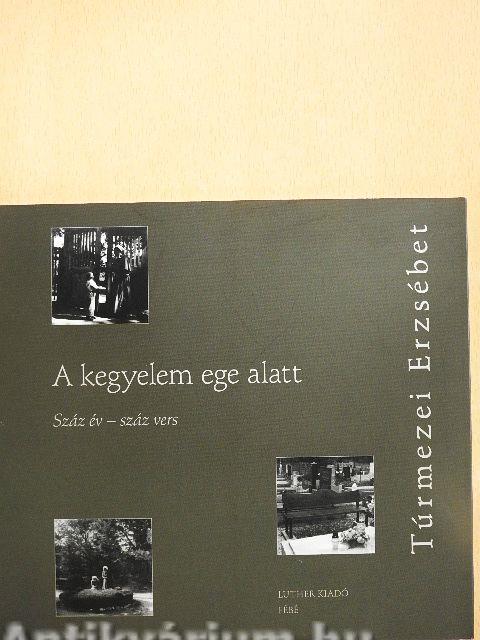 A kegyelem ege alatt
Száz év – száz vers
Túrmezei Erzsébet
LUTHER KIADÓ
FÉBÉ
Antikvárium.hu